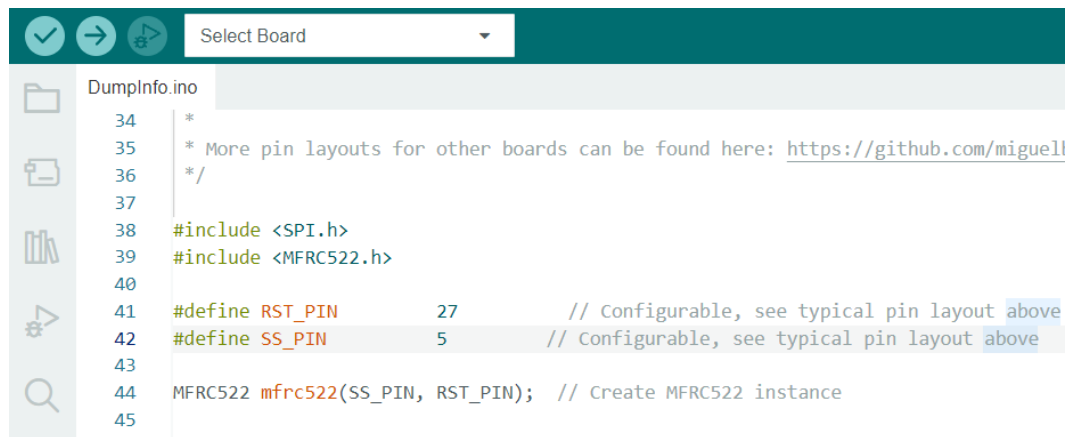 Select Board
DumpInfo.ino
34 *
35 * More pin layouts for other boards can be found here: https://github.com/miguel
36 */
37
38 #include <SPI.h>
39 #include <MFRC522.h>
40
41 #define RST_PIN 27 // Configurable, see typical pin layout above
42 #define SS_PIN 5 // Configurable, see typical pin layout above
43
44 MFRC522 mfrc522(SS_PIN, RST_PIN); // Create MFRC522 instance
45